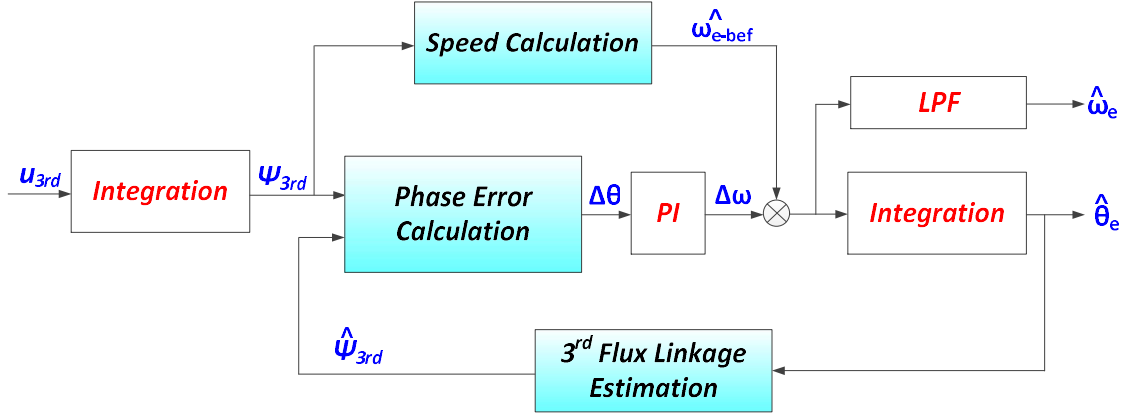 Speed Calculation
ω̂e-bef
LPF
ω̂e
u3rd
Integration
Ψ3rd
Phase Error
Calculation
Δθ
PI
Δω
Integration
θ̂e
Ψ̂3rd
3rd Flux Linkage
Estimation